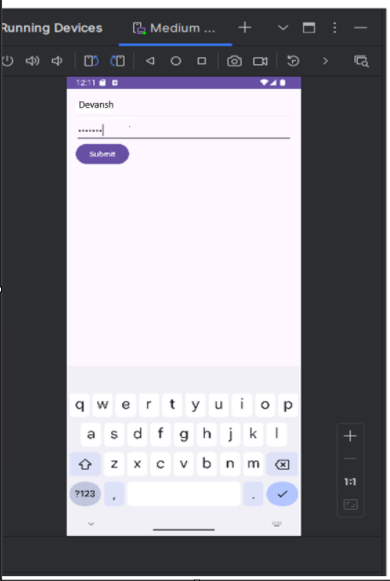 Running Devices Medium ...
12:11
Devansh
.......
Submit
q w e r t y u i o p
a s d f g h j k l
z x c v b n m
?123 , .
1:1